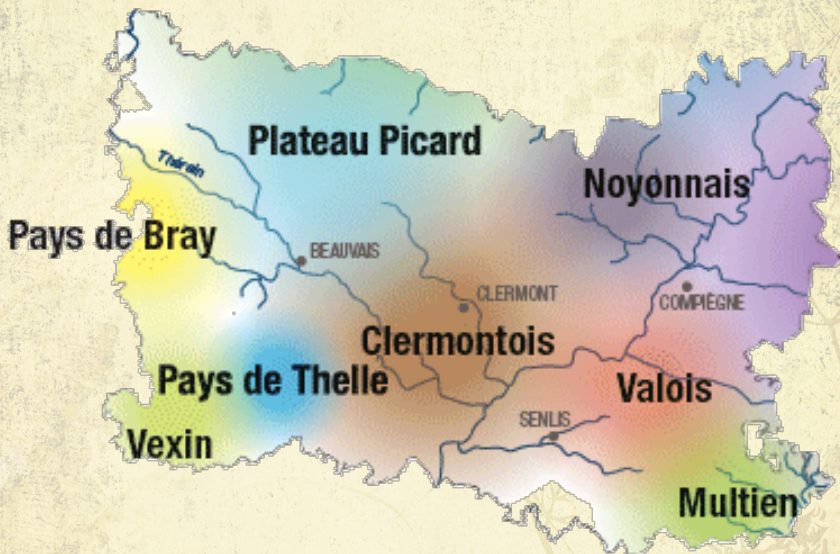 Plateau Picard
Thérain
Noyonnais
Pays de Bray
BEAUVAIS
CLERMONT
COMPIÈGNE
Clermontois
Pays de Thelle
Valois
SENLIS
Vexin
Multien